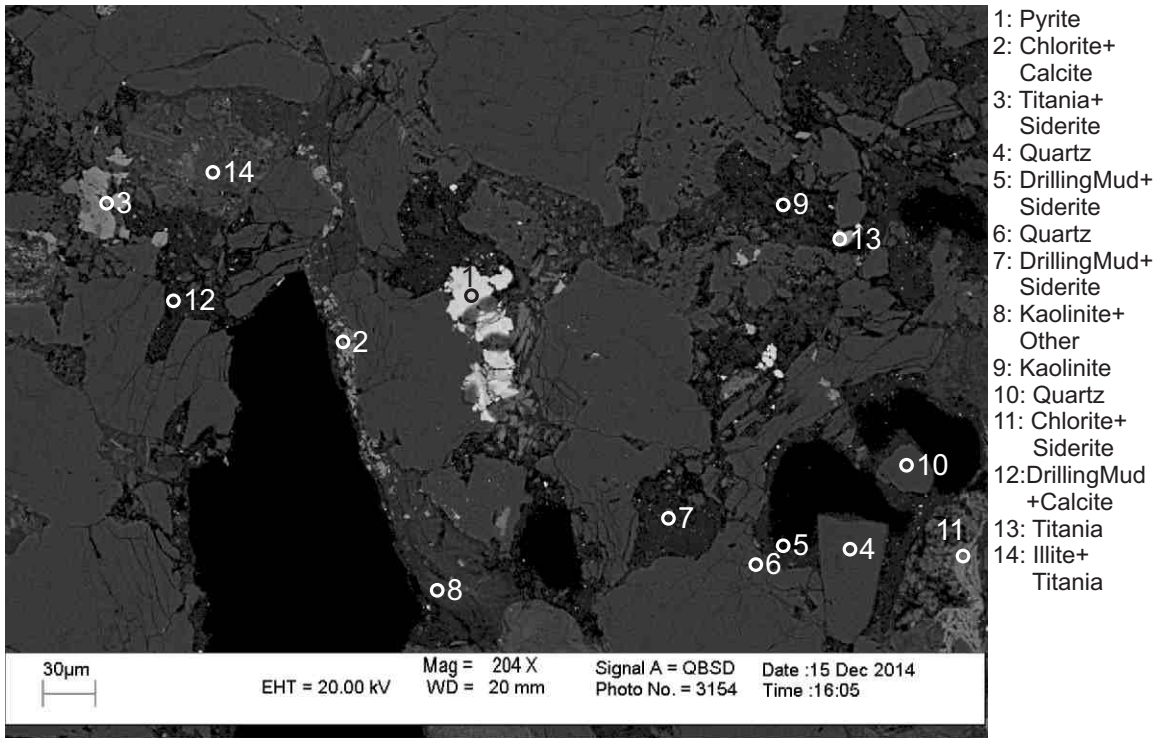 1: Pyrite
2: Chlorite+
Calcite
3: Titania+
Siderite
4: Quartz
5: DrillingMud+
Siderite
6: Quartz
7: DrillingMud+
Siderite
8: Kaolinite+
Other
9: Kaolinite
10: Quartz
11: Chlorite+
Siderite
12:DrillingMud
+Calcite
13: Titania
14: Illite+
Titania
14
3
9
13
1
12
2
10
7
11
5
4
6
8
30µm
EHT = 20.00 kV
Mag = 204 X
WD = 20 mm
Signal A = QBSD
Photo No. = 3154
Date :15 Dec 2014
Time :16:05